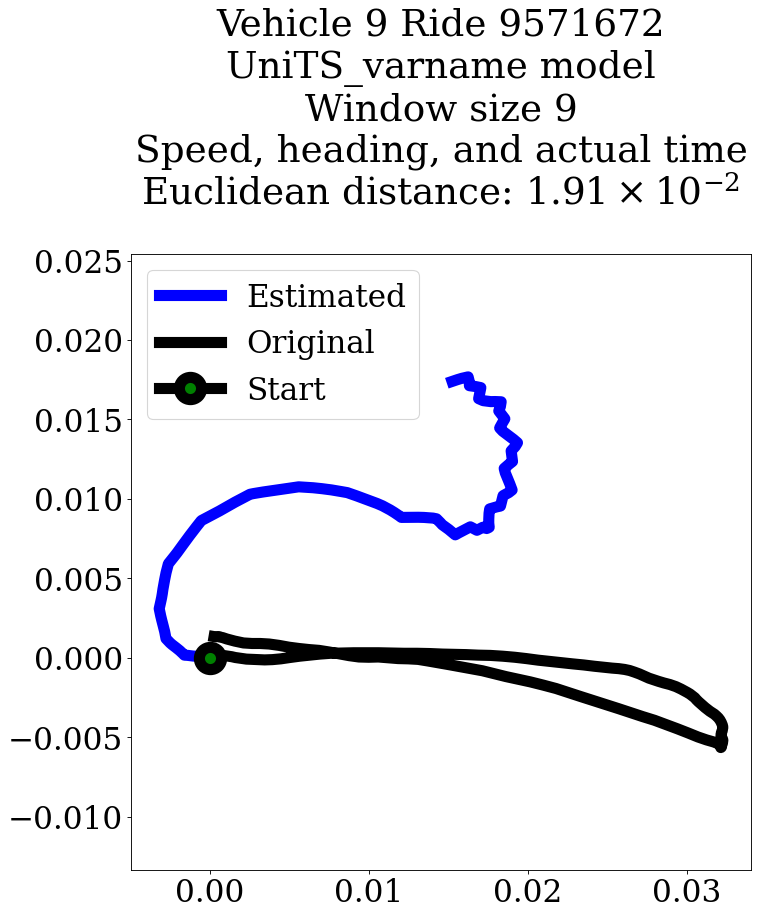 Vehicle 9 Ride 9571672
UniTS_varname model
Window size 9
Speed, heading, and actual time
Euclidean distance: 1.91 × 10⁻²
0.025
Estimated
0.020
Original
Start
0.015
0.010
0.005
0.000
−0.005
−0.010
0.00 0.01 0.02 0.03